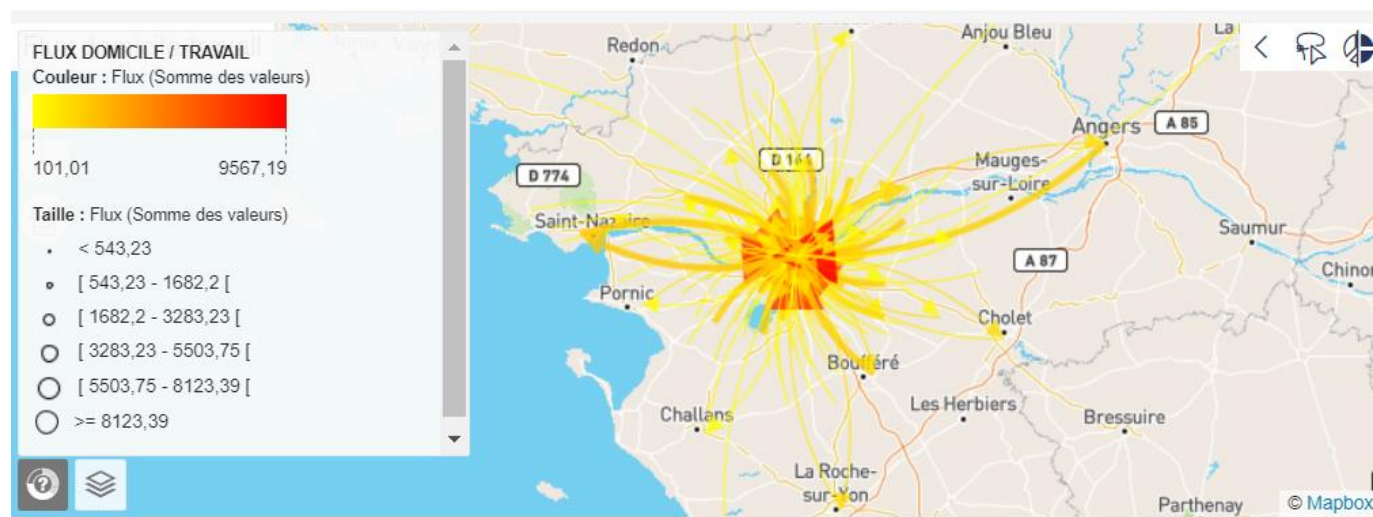 FLUX DOMICILE / TRAVAIL
Couleur : Flux (Somme des valeurs)
101,01 9567,19
Taille : Flux (Somme des valeurs)
< 543,23
[ 543,23 - 1682,2 [
[ 1682,2 - 3283,23 [
[ 3283,23 - 5503,75 [
[ 5503,75 - 8123,39 [
>= 8123,39
Redon
Anjou Bleu
La
Angers
A 85
D 774
Mauges-
sur-Loire
Saumur
A 87
Chinon
Pornic
Cholet
Boufféré
Challans
Les Herbiers
Bressuire
La Roche-
sur-Yon
Parthenay
© Mapbox